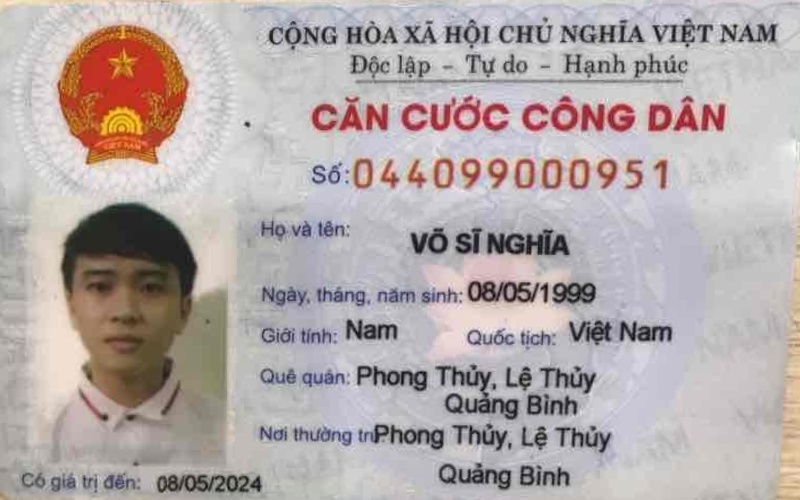 CỘNG HÒA XÃ HỘI CHỦ NGHĨA VIỆT NAM
Độc lập - Tự do - Hạnh phúc
CĂN CƯỚC CÔNG DÂN
Số: 044099000951
Họ và tên:
VÕ SĨ NGHĨA
Ngày, tháng, năm sinh: 08/05/1999
Giới tính: Nam Quốc tịch: Việt Nam
Quê quán: Phong Thủy, Lệ Thủy
Quảng Bình
Nơi thường trú Phong Thủy, Lệ Thủy
Quảng Bình
Có giá trị đến: 08/05/2024